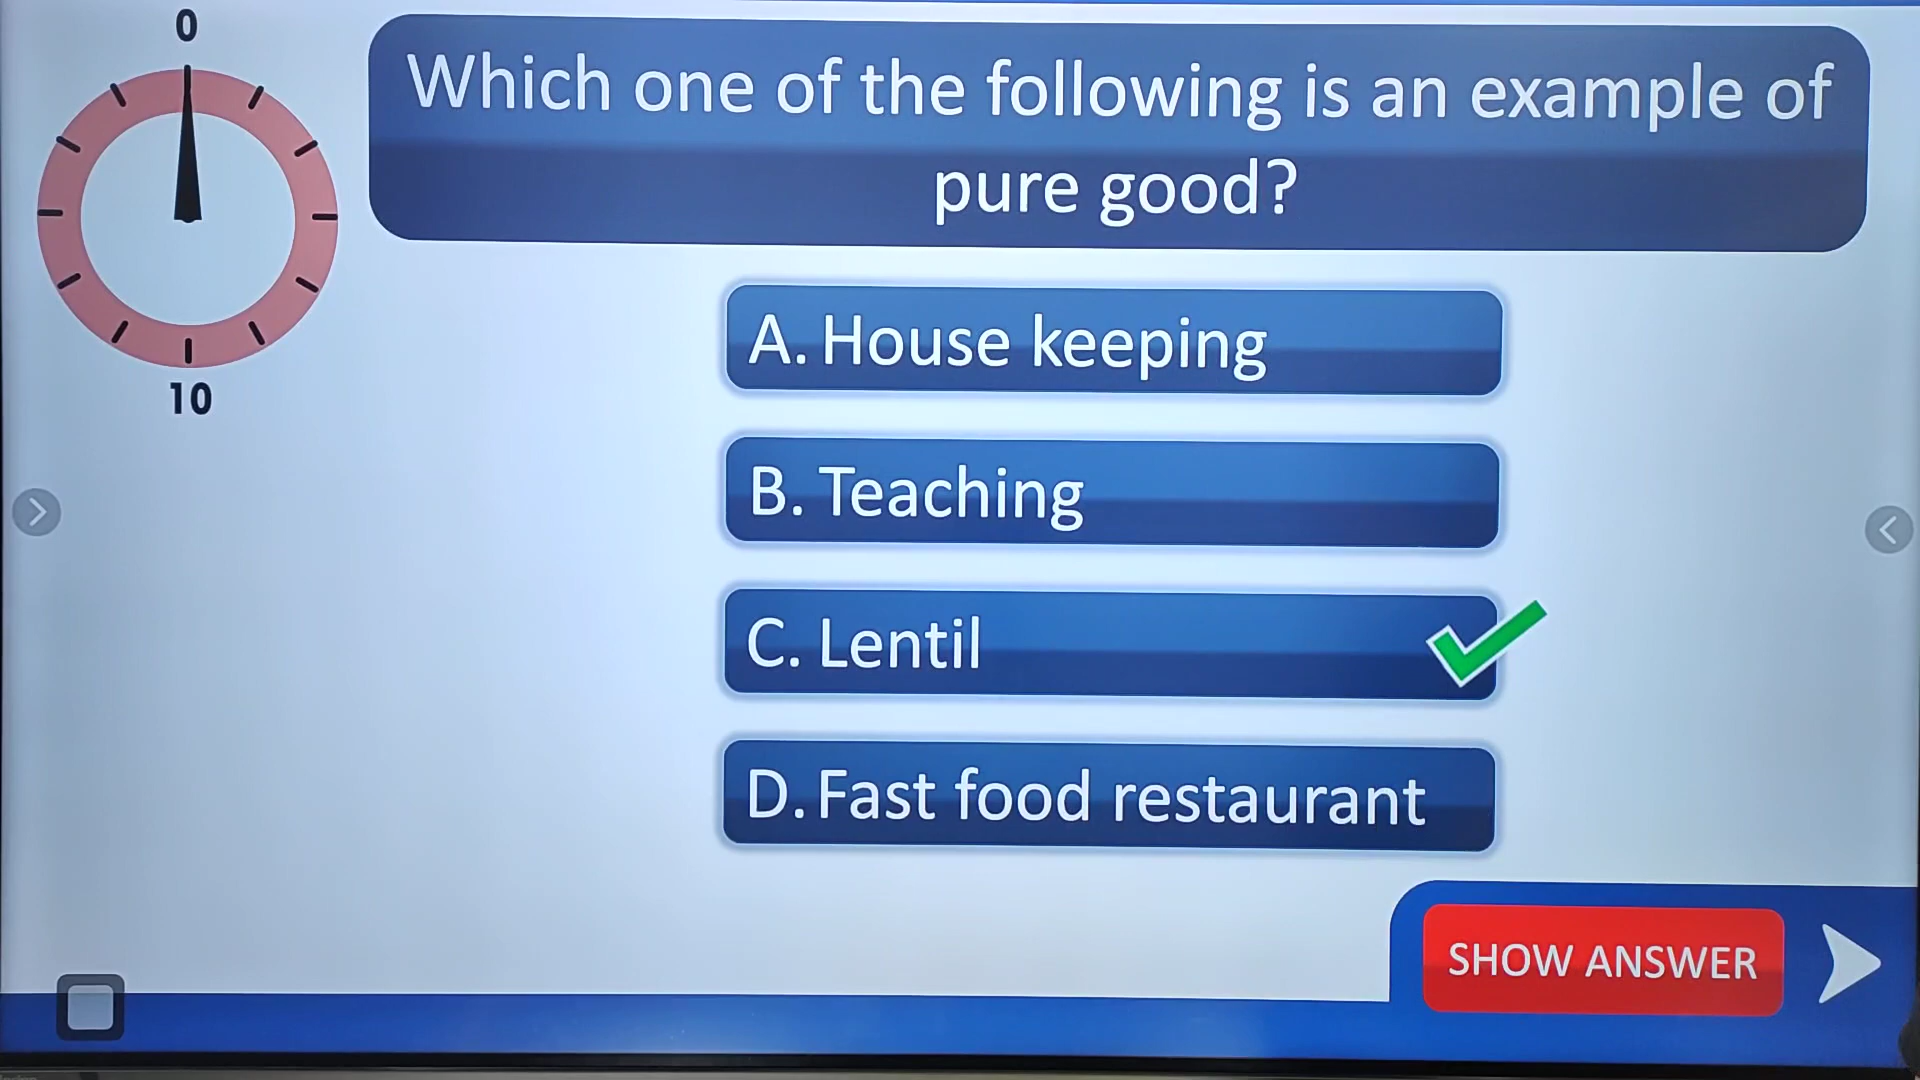 0
10
Which one of the following is an example of
pure good?
A. House keeping
B. Teaching
C. Lentil
D. Fast food restaurant
SHOW ANSWER